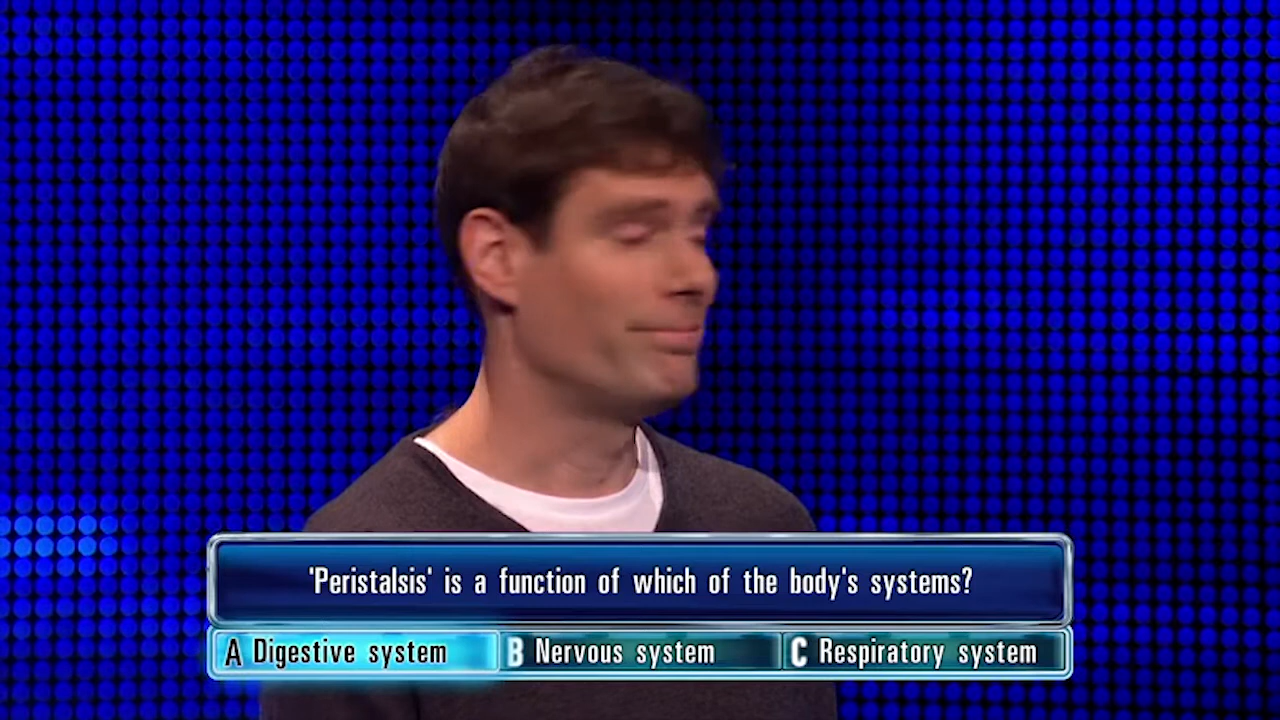 'Peristalsis' is a function of which of the body's systems?
A Digestive system B Nervous system C Respiratory system